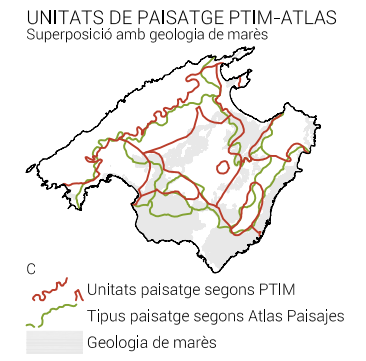 UNITATS DE PAISATGE PTIM-ATLAS
Superposició amb geologia de marès
C
Unitats paisatge segons PTIM
Tipus paisatge segons Atlas Paisajes
Geologia de marès